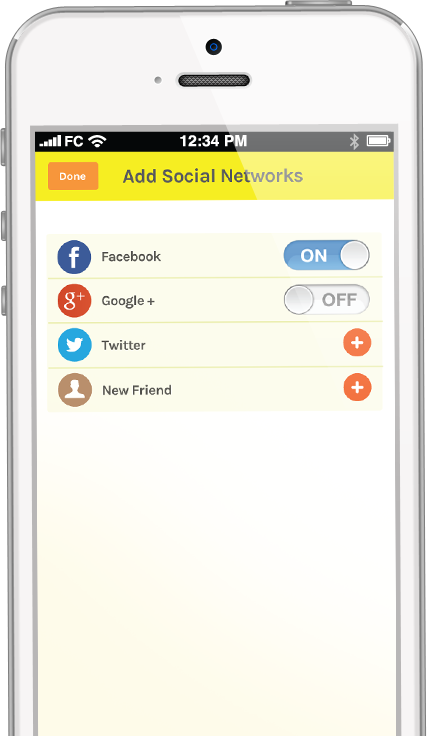 FC 12:34 PM
Done Add Social Networks
f Facebook ON
g+ Google + OFF
Twitter
New Friend